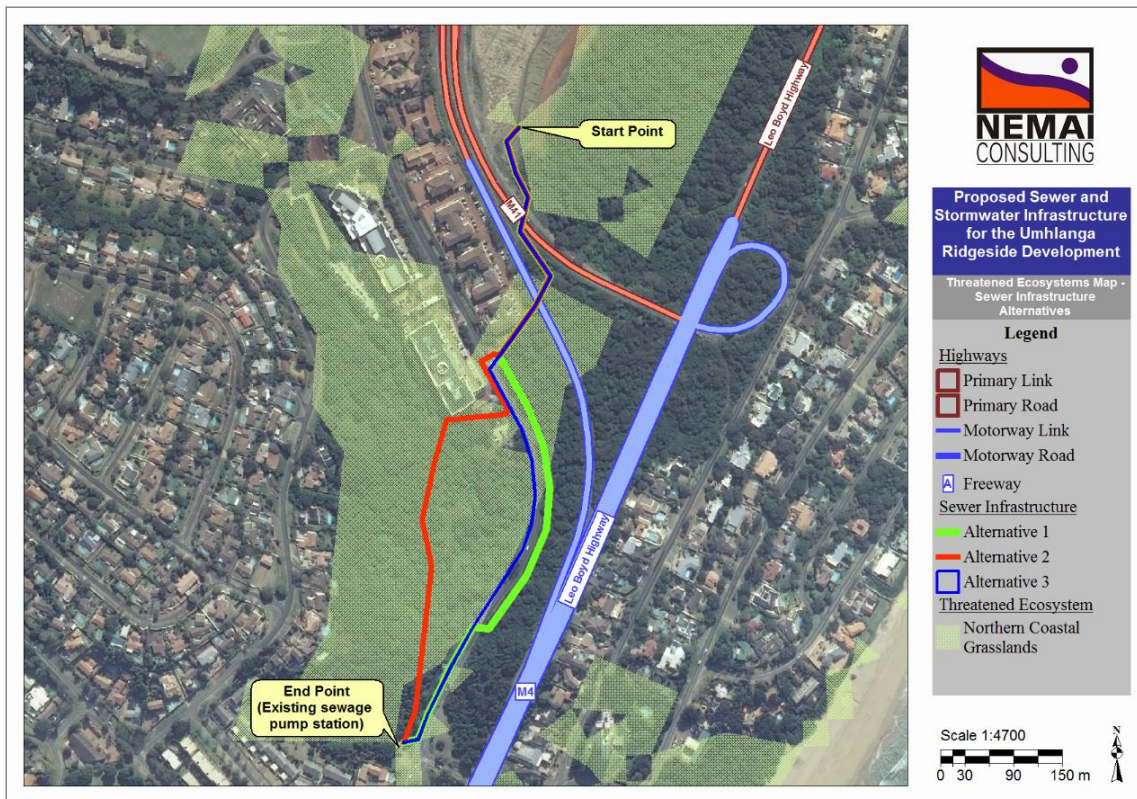 Start Point
M41
Leo Boyd Highway
Leo Boyd Highway
M4
End Point
(Existing sewage
pump station)
NEMAI
CONSULTING
Proposed Sewer and
Stormwater Infrastructure
for the Umhlanga
Ridgeside Development
Threatened Ecosystems Map -
Sewer Infrastructure
Alternatives
Legend
Highways
Primary Link
Primary Road
Motorway Link
Motorway Road
A Freeway
Sewer Infrastructure
Alternative 1
Alternative 2
Alternative 3
Threatened Ecosystem
Northern Coastal
Grasslands
Scale 1:4700
N
0 30 90 150 m